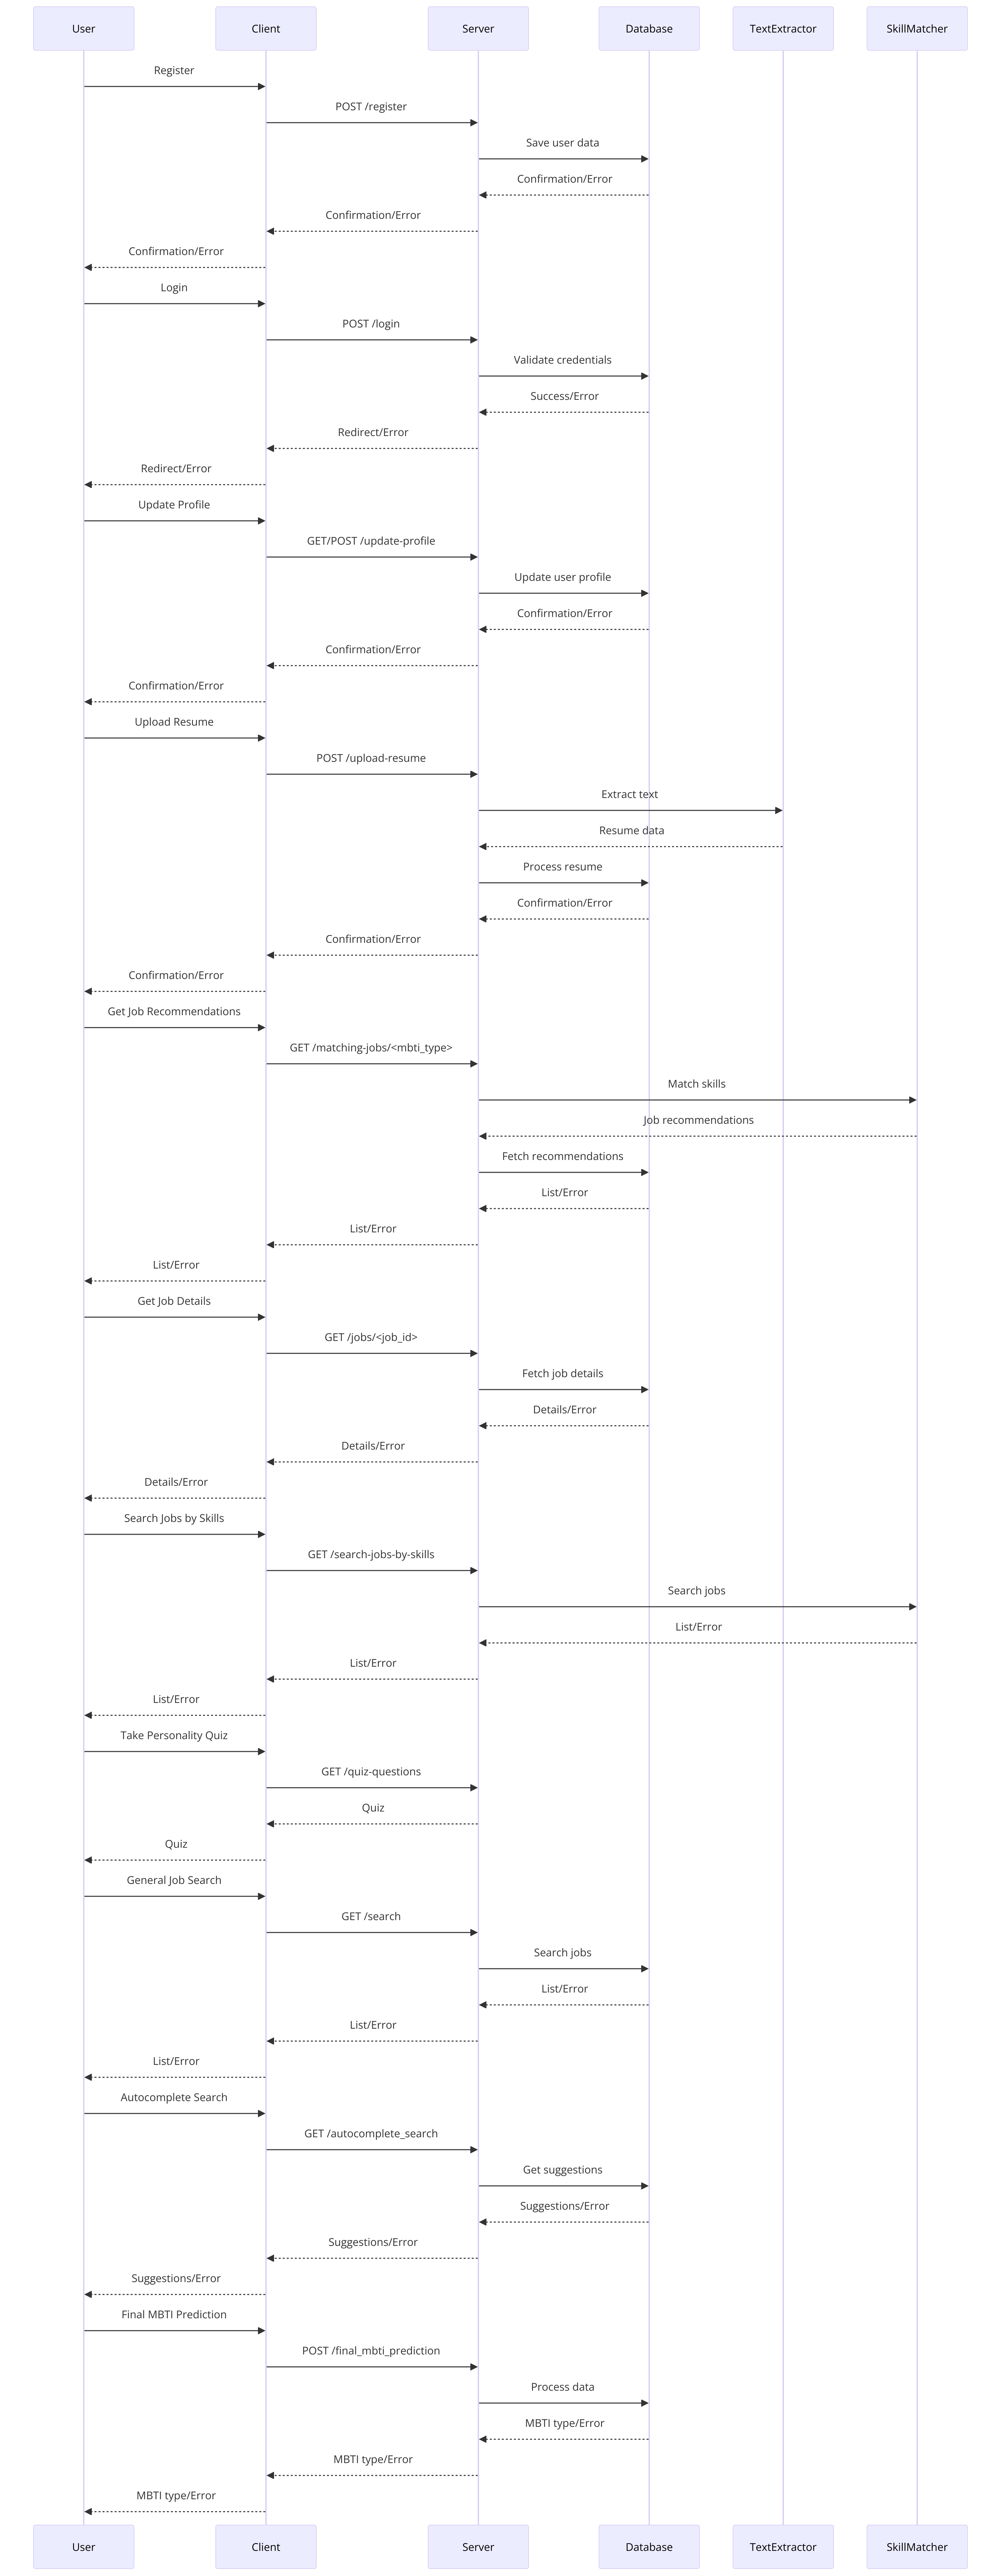 User
Client
Server
Database
TextExtractor
SkillMatcher
Register
POST /register
Save user data
Confirmation/Error
Confirmation/Error
Confirmation/Error
Login
POST /login
Validate credentials
Success/Error
Redirect/Error
Redirect/Error
Update Profile
GET/POST /update-profile
Update user profile
Confirmation/Error
Confirmation/Error
Confirmation/Error
Upload Resume
POST /upload-resume
Extract text
Resume data
Process resume
Confirmation/Error
Confirmation/Error
Confirmation/Error
Get Job Recommendations
GET /matching-jobs/<mbti_type>
Match skills
Job recommendations
Fetch recommendations
List/Error
List/Error
List/Error
Get Job Details
GET /jobs/<job_id>
Fetch job details
Details/Error
Details/Error
Details/Error
Search Jobs by Skills
GET /search-jobs-by-skills
Search jobs
List/Error
List/Error
List/Error
Take Personality Quiz
GET /quiz-questions
Quiz
Quiz
General Job Search
GET /search
Search jobs
List/Error
List/Error
List/Error
Autocomplete Search
GET /autocomplete_search
Get suggestions
Suggestions/Error
Suggestions/Error
Suggestions/Error
Final MBTI Prediction
POST /final_mbti_prediction
Process data
MBTI type/Error
MBTI type/Error
MBTI type/Error
User
Client
Server
Database
TextExtractor
SkillMatcher